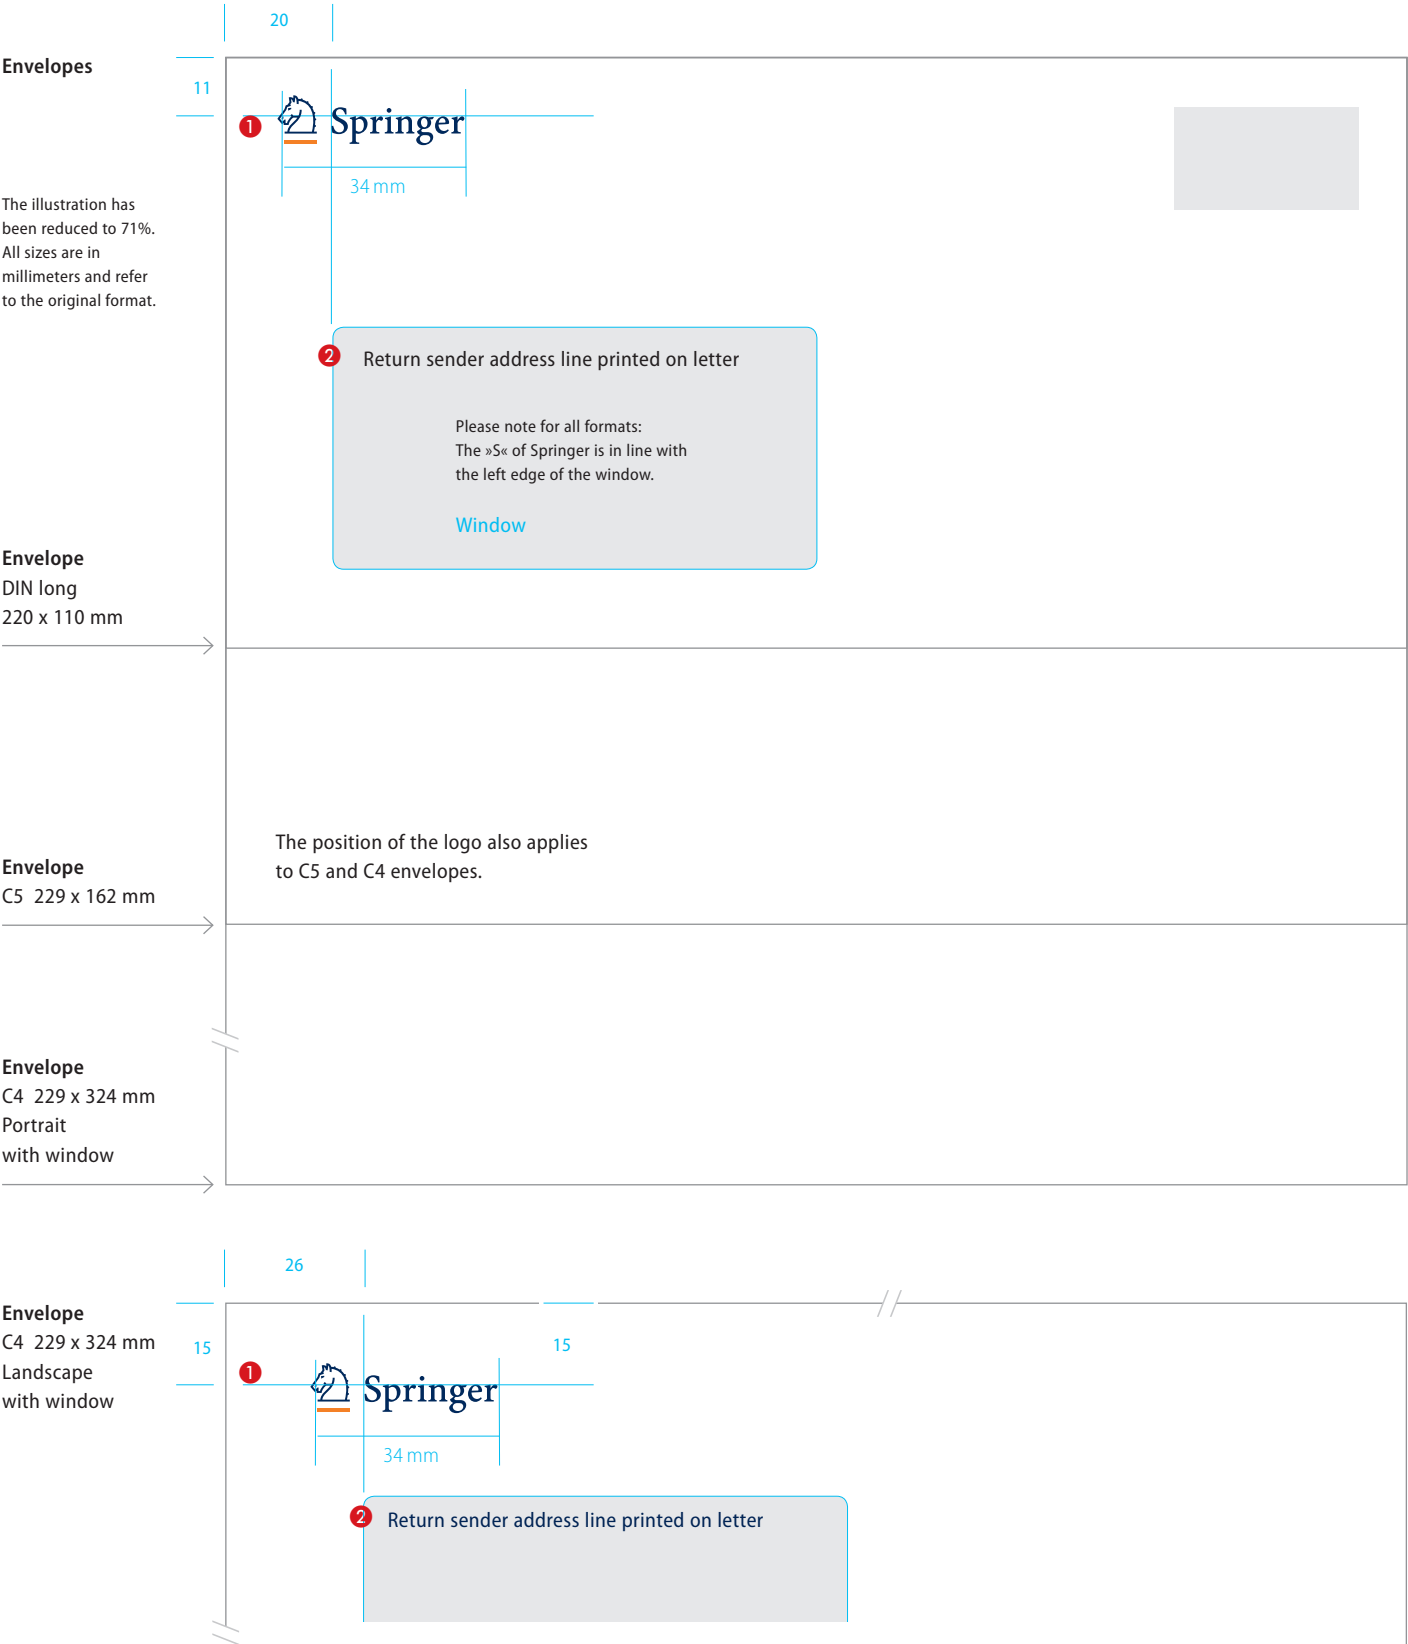 20
Envelopes
11
1 Springer
34 mm
The illustration has
been reduced to 71%.
All sizes are in
millimeters and refer
to the original format.
2 Return sender address line printed on letter
Please note for all formats:
The »S« of Springer is in line with
the left edge of the window.
Window
Envelope
DIN long
220 x 110 mm
The position of the logo also applies
to C5 and C4 envelopes.
Envelope
C5 229 x 162 mm
Envelope
C4 229 x 324 mm
Portrait
with window
26
Envelope
C4 229 x 324 mm
Landscape
with window
15
15
1 Springer
34 mm
2 Return sender address line printed on letter